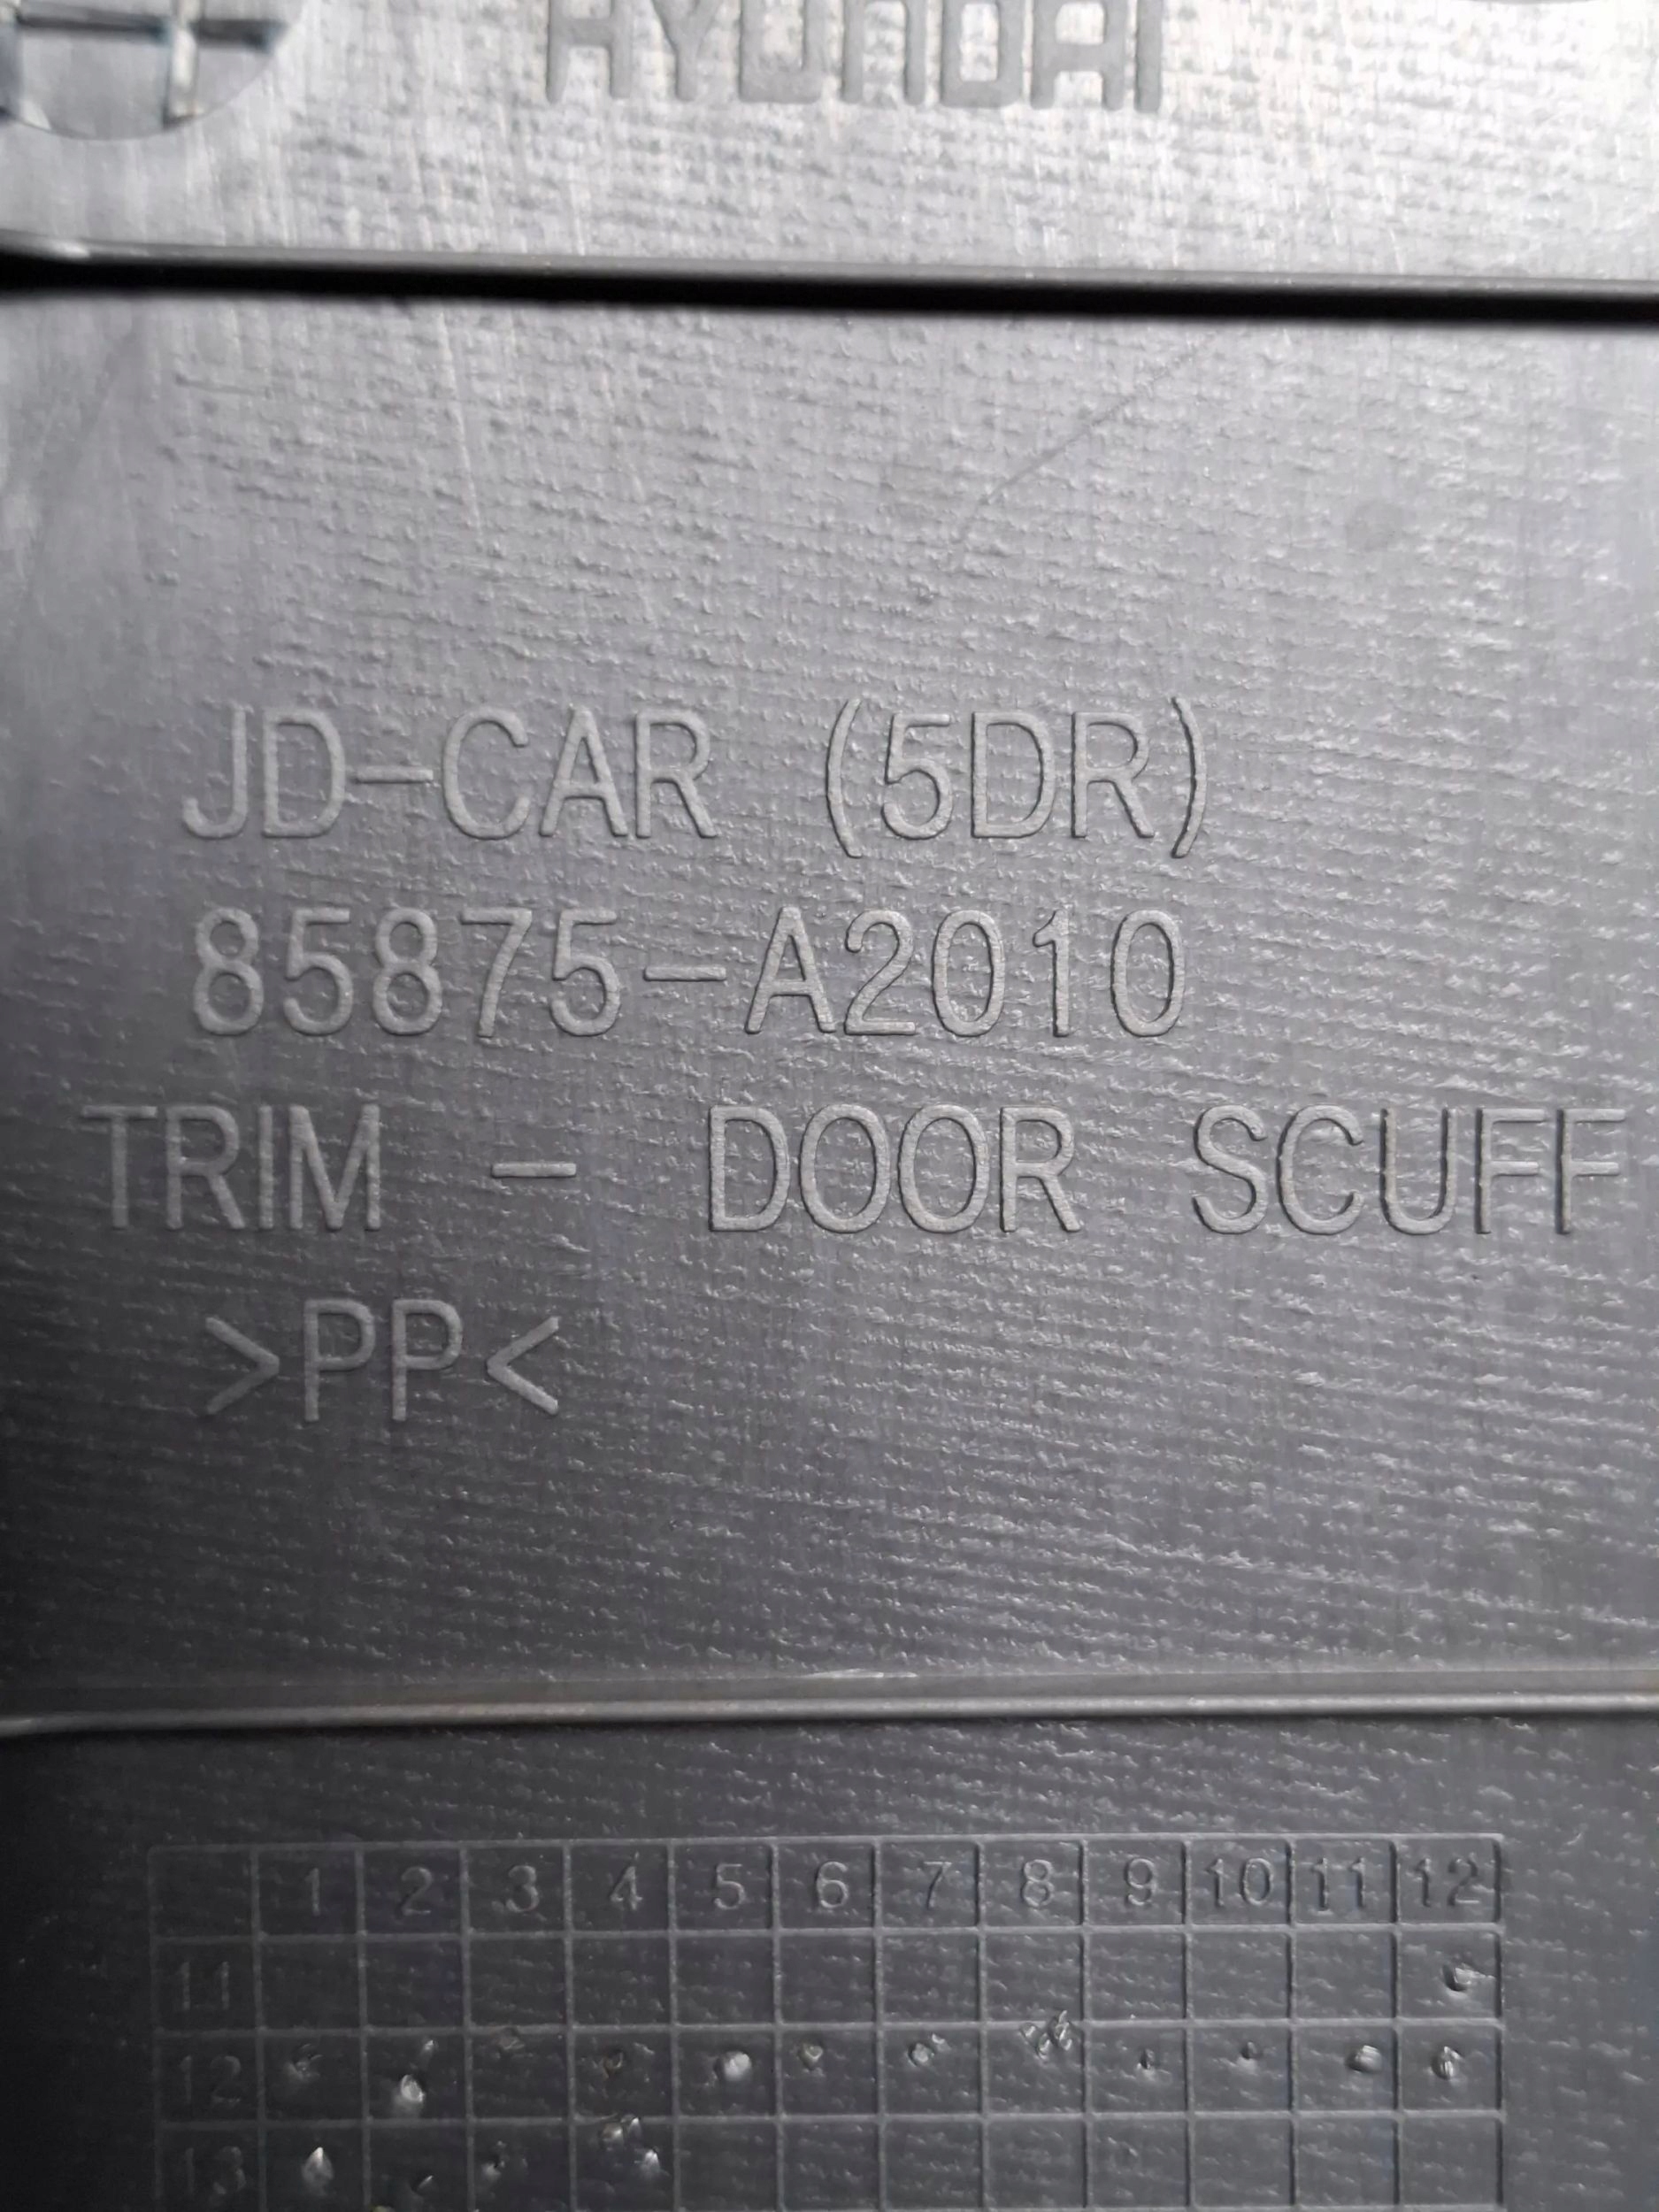 HYUNDAI
JD-CAR (5DR)
85875-A2010
TRIM - DOOR SCUFF
>PP<
1 2 3 4 5 6 7 8 9 10 11 12
11
12
13